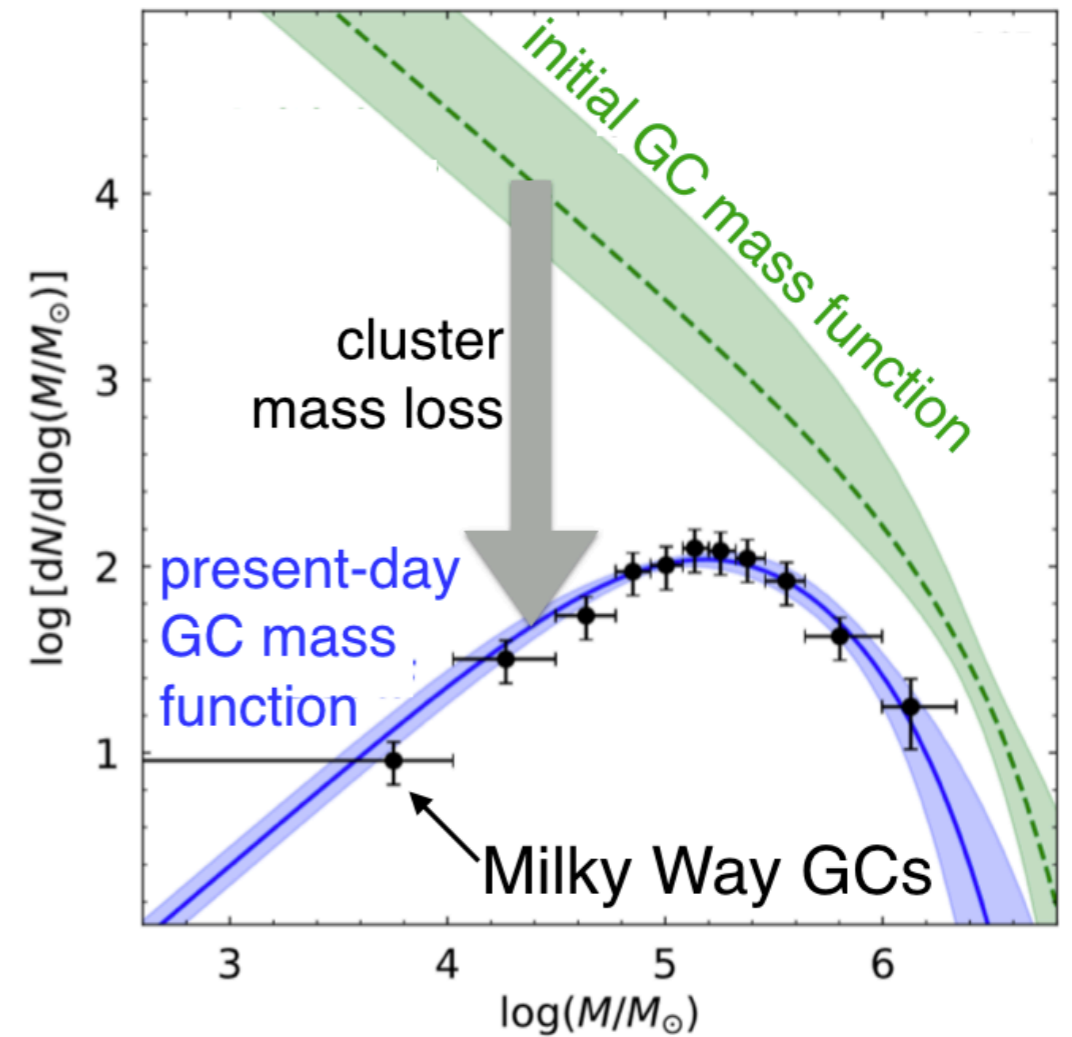 initial GC mass function
4
3
2
1
log [dN/dlog(M/M☉)]
cluster
mass loss
present-day
GC mass
function
Milky Way GCs
3 4 5 6
log(M/M☉)